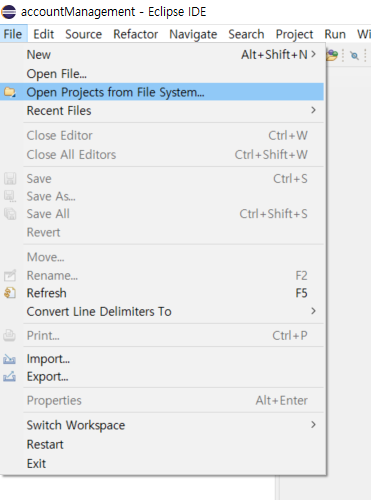 accountManagement - Eclipse IDE
File Edit Source Refactor Navigate Search Project Run
New Alt+Shift+N >
Open File...
Open Projects from File System...
Recent Files >
Close Editor Ctrl+W
Close All Editors Ctrl+Shift+W
Save Ctrl+S
Save As...
Save All Ctrl+Shift+S
Revert
Move...
Rename... F2
Refresh F5
Convert Line Delimiters To >
Print... Ctrl+P
Import...
Export...
Properties Alt+Enter
Switch Workspace >
Restart
Exit